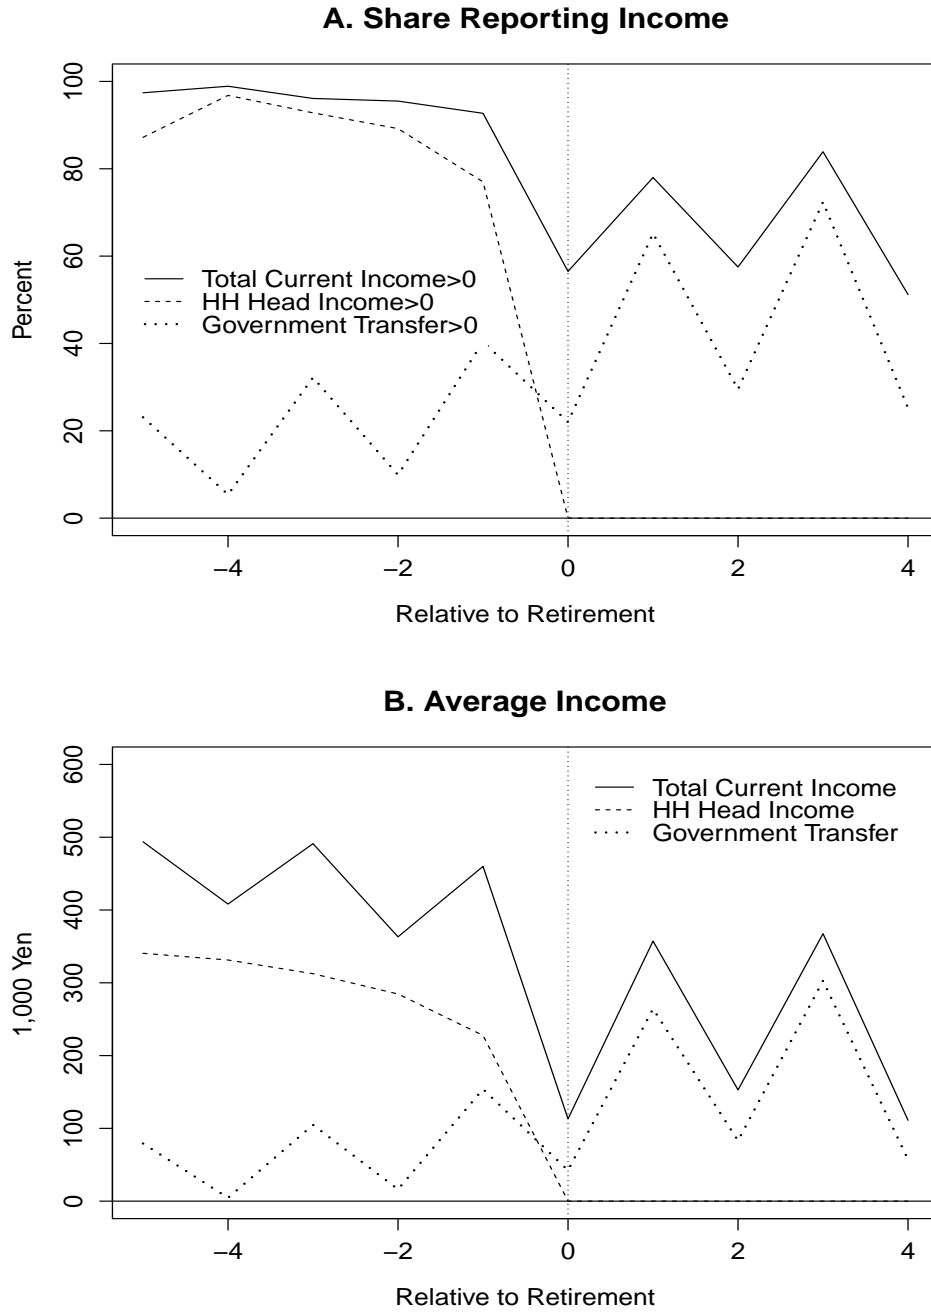 A. Share Reporting Income
100
80
60
40
20
0
Percent
Total Current Income>0
HH Head Income>0
Government Transfer>0
−4 −2 0 2 4
Relative to Retirement
B. Average Income
600
500
400
300
200
100
0
1,000 Yen
Total Current Income
HH Head Income
Government Transfer
−4 −2 0 2 4
Relative to Retirement